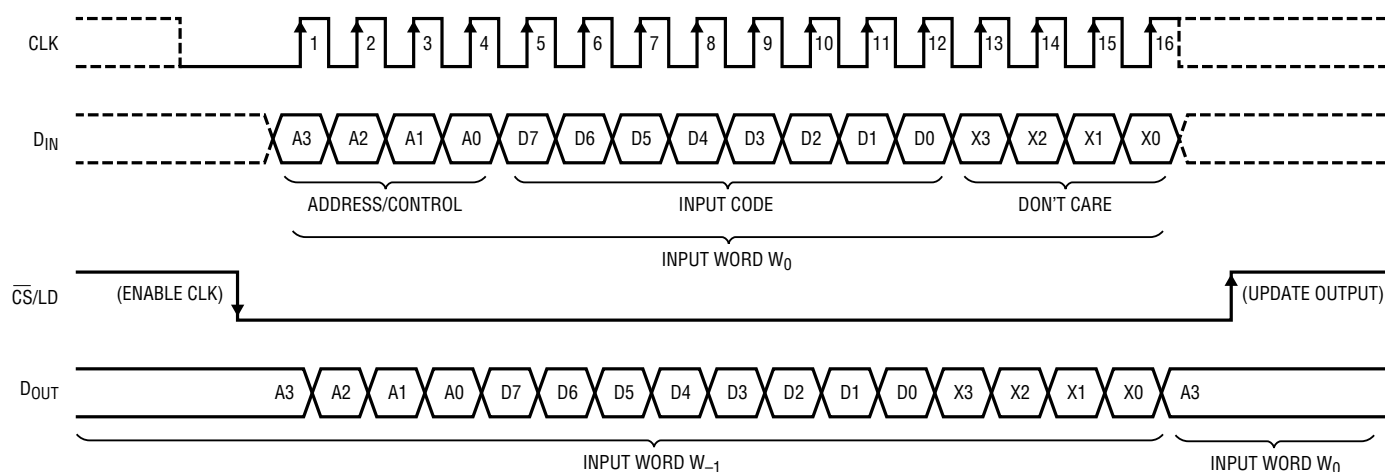 CLK 1 2 3 4 5 6 7 8 9 10 11 12 13 14 15 16
DIN A3 A2 A1 A0 D7 D6 D5 D4 D3 D2 D1 D0 X3 X2 X1 X0
ADDRESS/CONTROL INPUT CODE DON'T CARE
INPUT WORD W0
CS/LD (ENABLE CLK) (UPDATE OUTPUT)
DOUT A3 A2 A1 A0 D7 D6 D5 D4 D3 D2 D1 D0 X3 X2 X1 X0 A3
INPUT WORD W–1 INPUT WORD W0